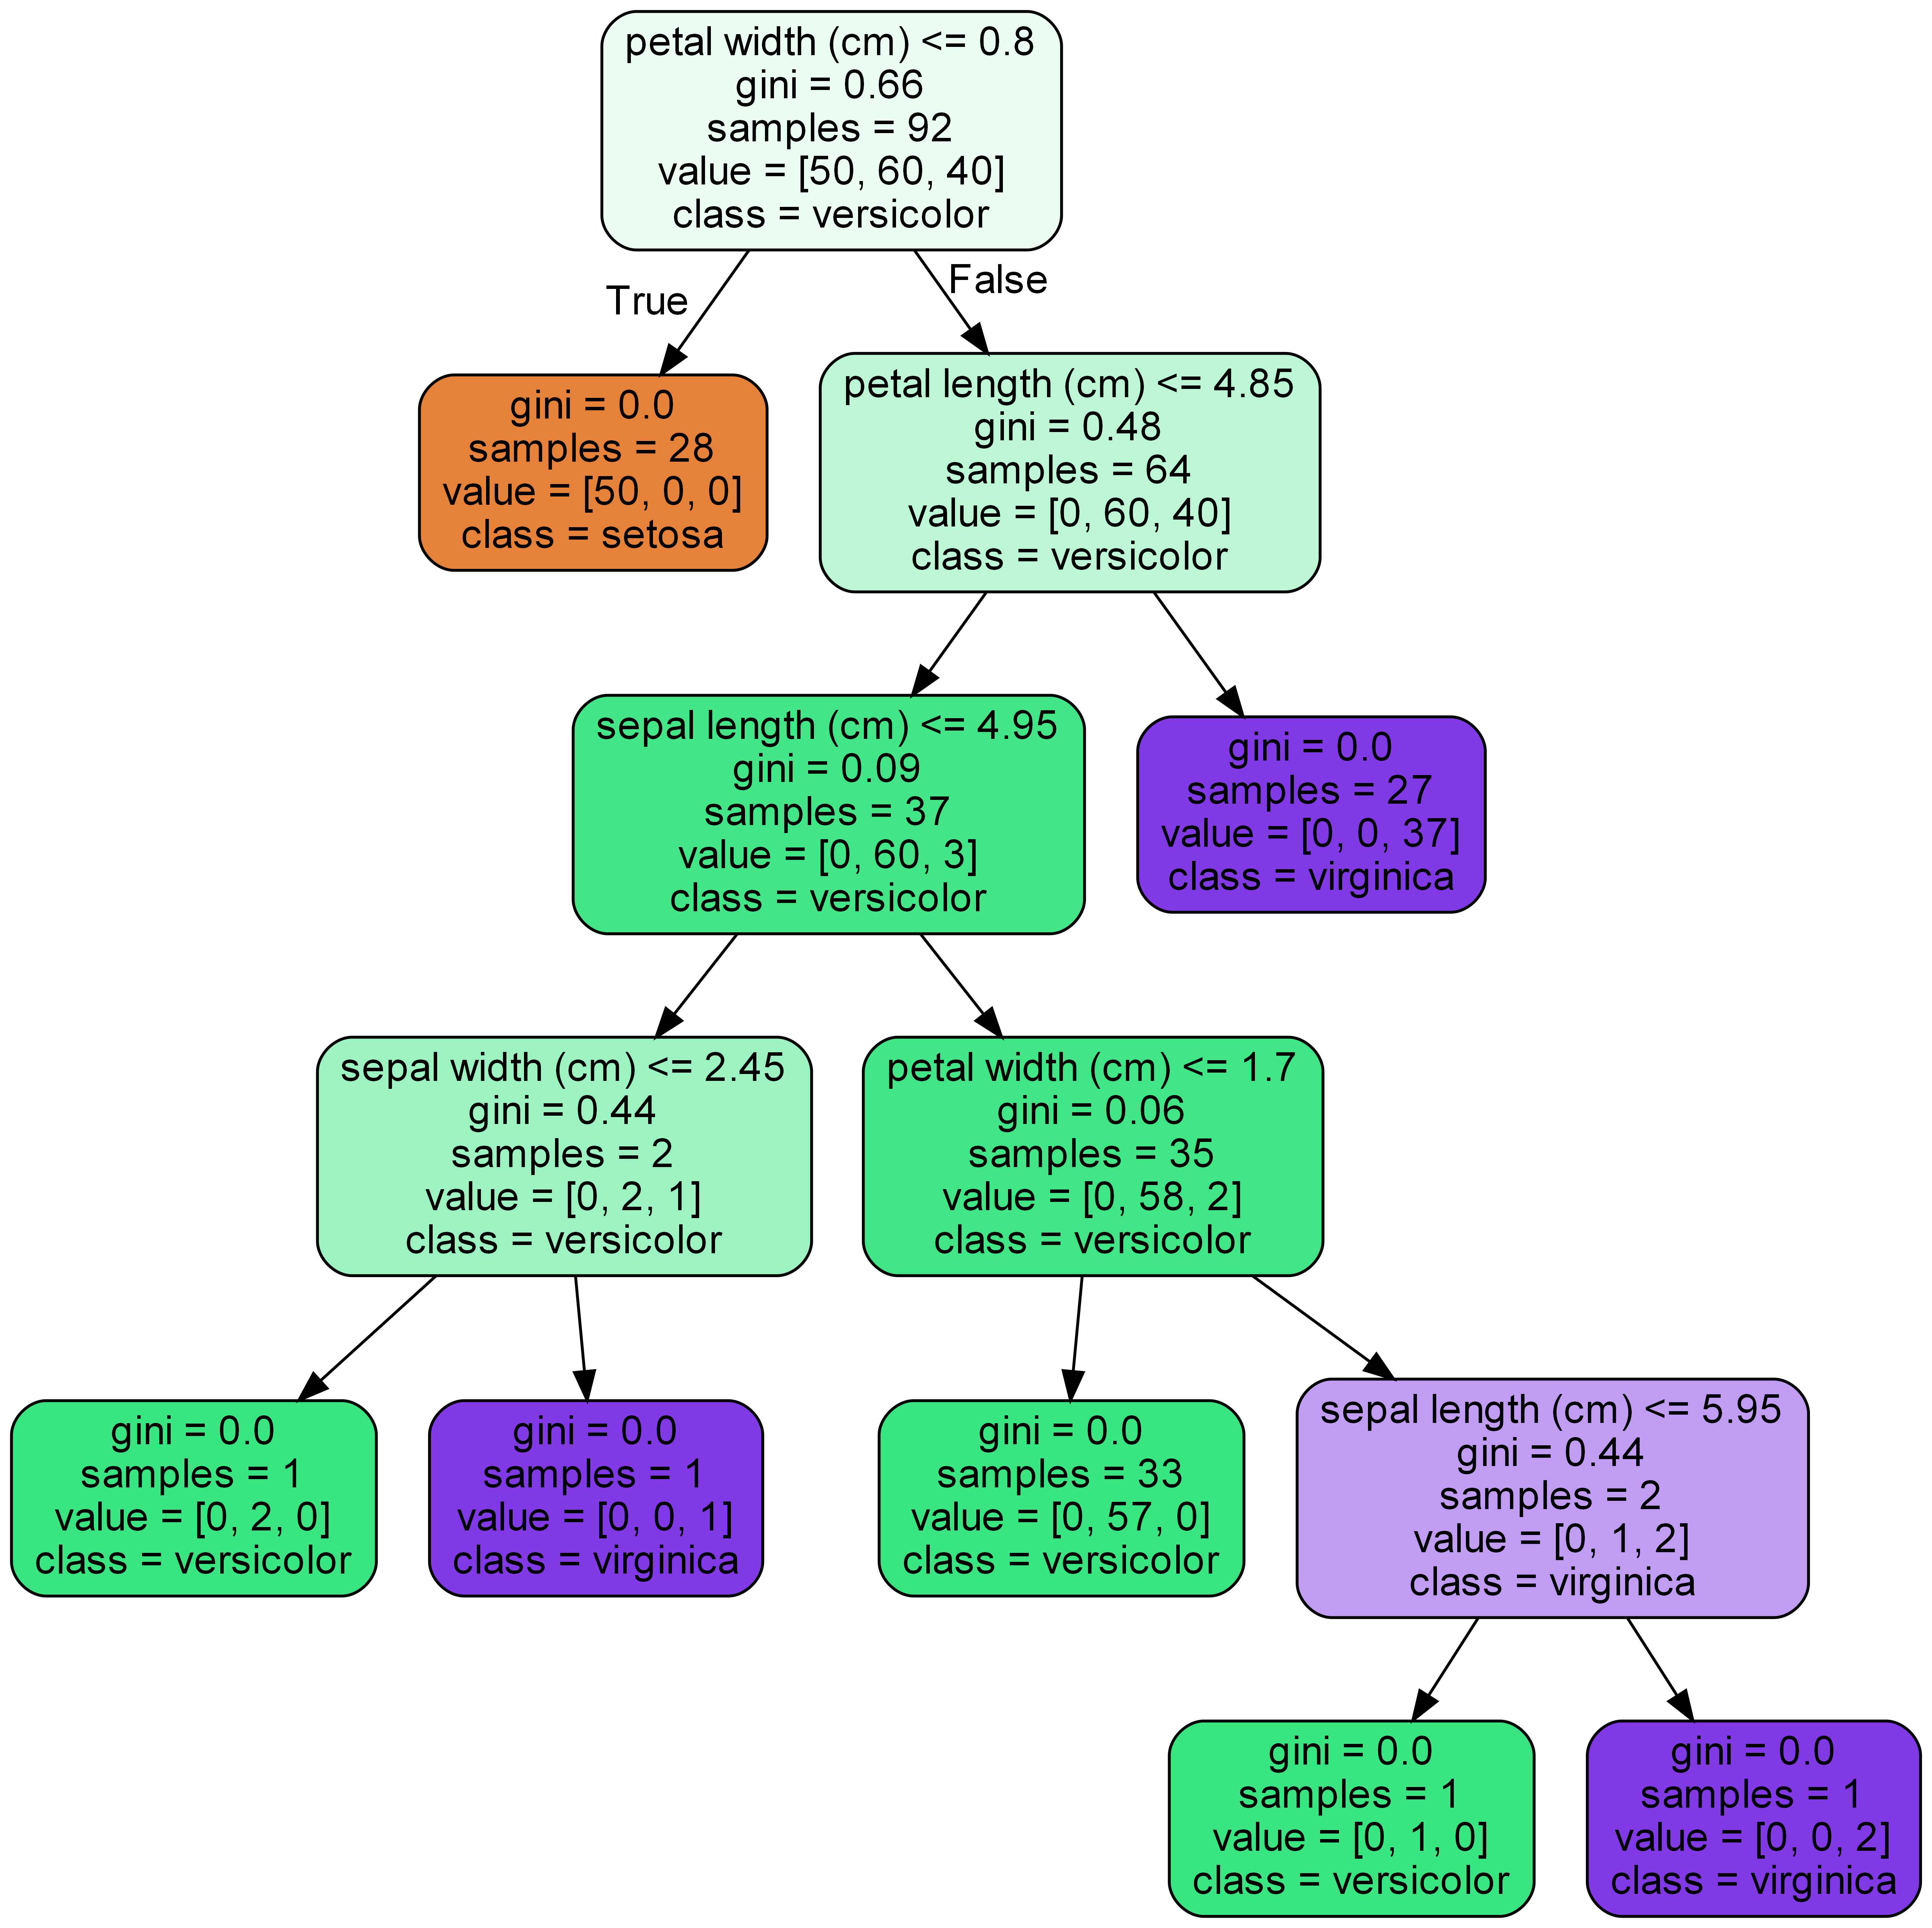 petal width (cm) <= 0.8
gini = 0.66
samples = 92
value = [50, 60, 40]
class = versicolor
True
False
gini = 0.0
samples = 28
value = [50, 0, 0]
class = setosa
petal length (cm) <= 4.85
gini = 0.48
samples = 64
value = [0, 60, 40]
class = versicolor
sepal length (cm) <= 4.95
gini = 0.09
samples = 37
value = [0, 60, 3]
class = versicolor
gini = 0.0
samples = 27
value = [0, 0, 37]
class = virginica
sepal width (cm) <= 2.45
gini = 0.44
samples = 2
value = [0, 2, 1]
class = versicolor
petal width (cm) <= 1.7
gini = 0.06
samples = 35
value = [0, 58, 2]
class = versicolor
gini = 0.0
samples = 1
value = [0, 2, 0]
class = versicolor
gini = 0.0
samples = 1
value = [0, 0, 1]
class = virginica
gini = 0.0
samples = 33
value = [0, 57, 0]
class = versicolor
sepal length (cm) <= 5.95
gini = 0.44
samples = 2
value = [0, 1, 2]
class = virginica
gini = 0.0
samples = 1
value = [0, 1, 0]
class = versicolor
gini = 0.0
samples = 1
value = [0, 0, 2]
class = virginica